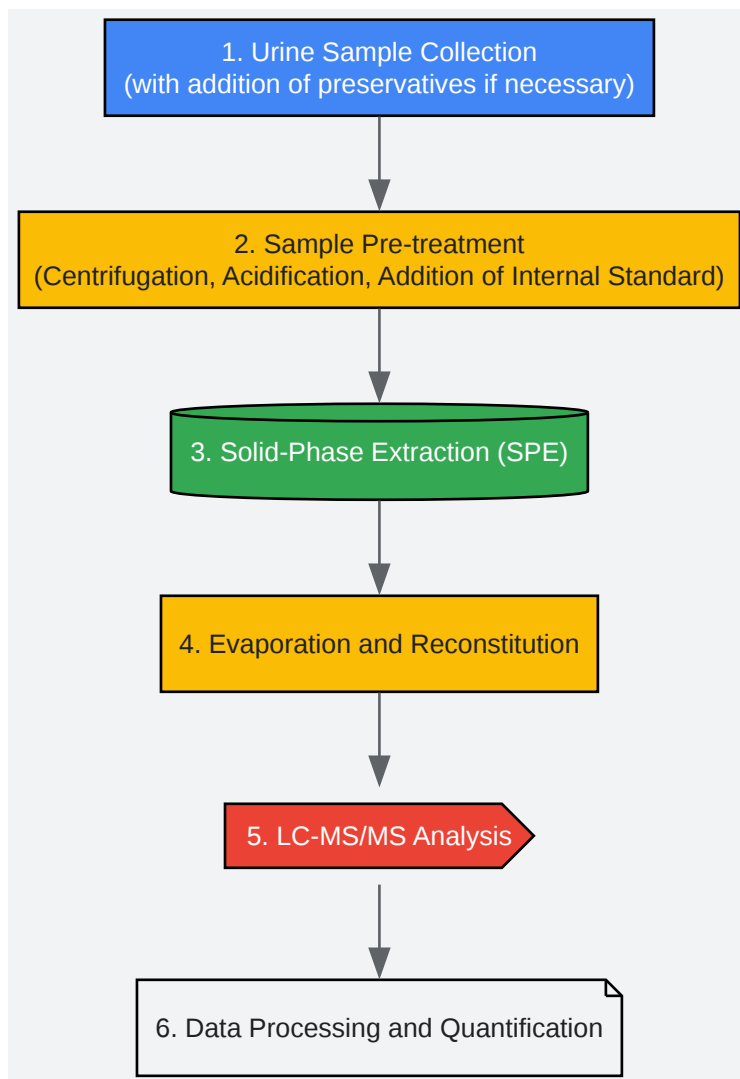 1. Urine Sample Collection
(with addition of preservatives if necessary)
2. Sample Pre-treatment
(Centrifugation, Acidification, Addition of Internal Standard)
3. Solid-Phase Extraction (SPE)
4. Evaporation and Reconstitution
5. LC-MS/MS Analysis
6. Data Processing and Quantification